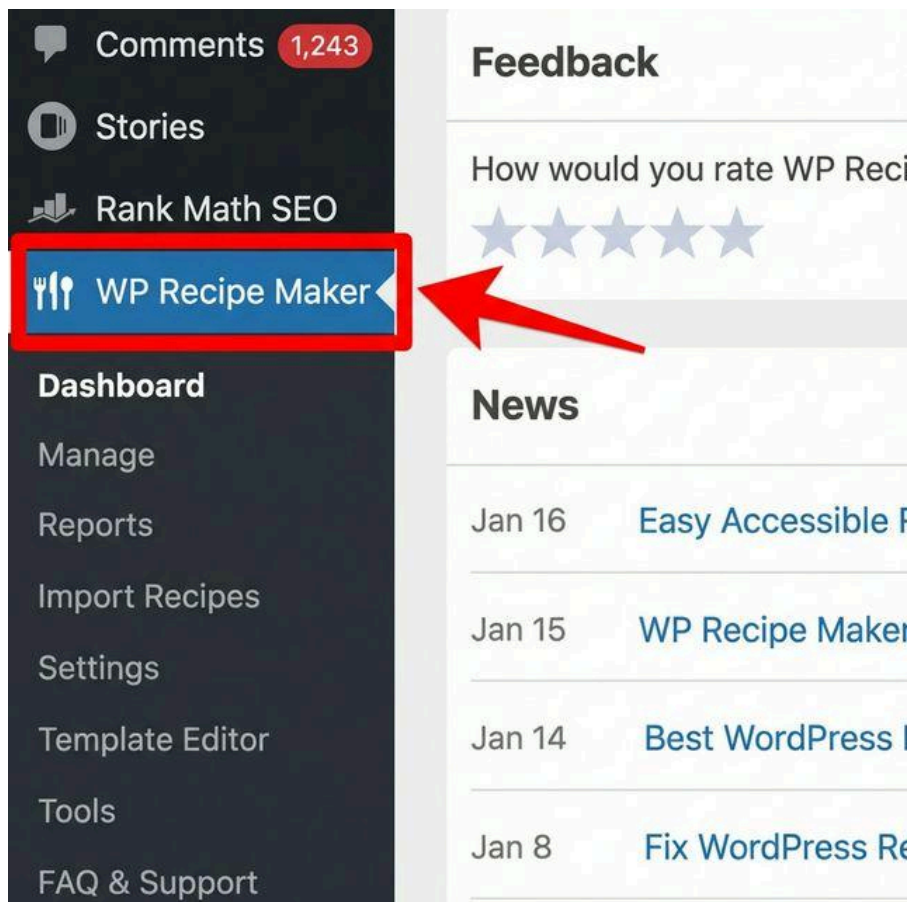 Comments 1,243
Stories
Rank Math SEO
WP Recipe Maker
Dashboard
Manage
Reports
Import Recipes
Settings
Template Editor
Tools
FAQ & Support
Feedback
How would you rate WP Reci
News
Jan 16 Easy Accessible
Jan 15 WP Recipe Maker
Jan 14 Best WordPress
Jan 8 Fix WordPress Re